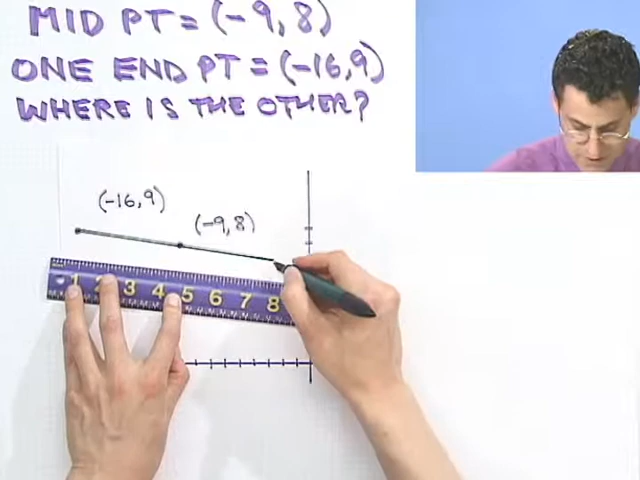 MID PT = (-9, 8)
ONE END PT = (-16, 9)
WHERE IS THE OTHER?
(-16, 9)
(-9, 8)
1 2 3 4 5 6 7 8